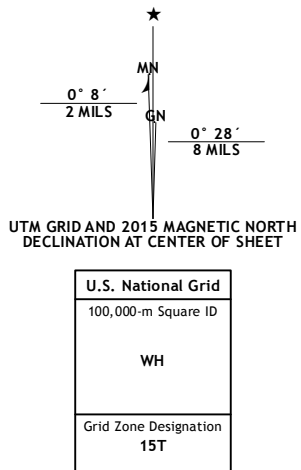 MN
0° 8´
2 MILS
GN
0° 28´
8 MILS
UTM GRID AND 2015 MAGNETIC NORTH
DECLINATION AT CENTER OF SHEET
U.S. National Grid
100,000-m Square ID
WH
Grid Zone Designation
15T